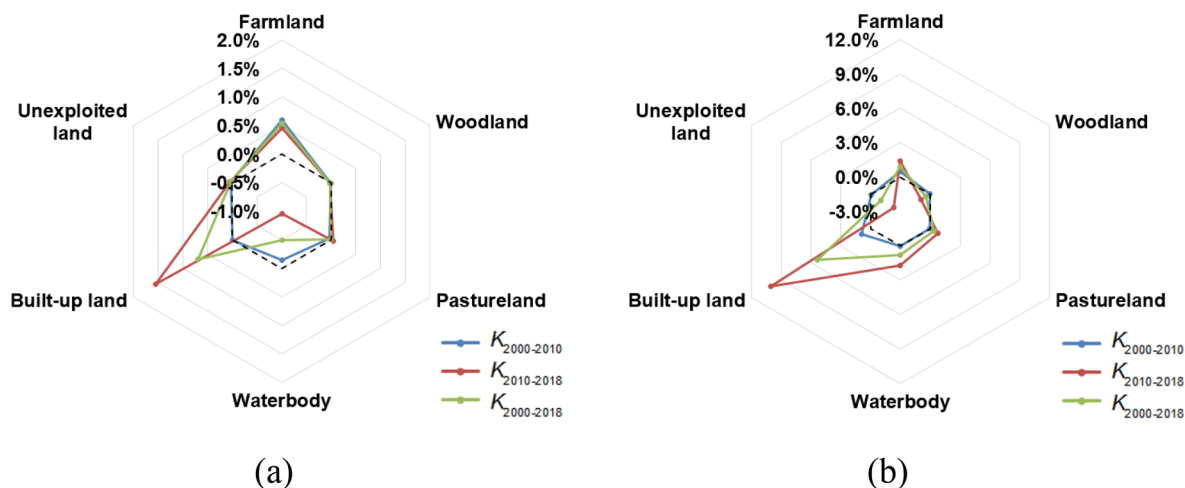 Farmland
2.0%
1.5%
1.0%
0.5%
0.0%
-0.5%
-1.0%
Unexploited
land
Woodland
Built-up land
Pastureland
Waterbody
K2000-2010
K2010-2018
K2000-2018
(a)
Farmland
12.0%
9.0%
6.0%
3.0%
0.0%
-3.0%
Unexploited
land
Woodland
Built-up land
Pastureland
Waterbody
K2000-2010
K2010-2018
K2000-2018
(b)